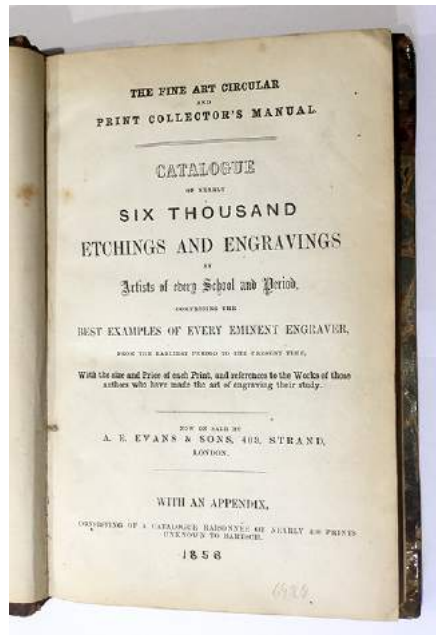 THE FINE ART CIRCULAR
AND
PRINT COLLECTOR'S MANUAL.
CATALOGUE
OF NEARLY
SIX THOUSAND
ETCHINGS AND ENGRAVINGS
BY
Artists of every School and Period,
COMPRISING THE
BEST EXAMPLES OF EVERY EMINENT ENGRAVER,
FROM THE EARLIEST PERIOD TO THE PRESENT TIME;
With the size and Price of each Print, and references to the Works of those
authors who have made the art of engraving their study.
NOW ON SALE BY
A. E. EVANS & SONS, 403, STRAND,
LONDON.
WITH AN APPENDIX,
CONSISTING OF A CATALOGUE RAISONNEE OF NEARLY 400 PRINTS
UNKNOWN TO BARTSCH.
1858